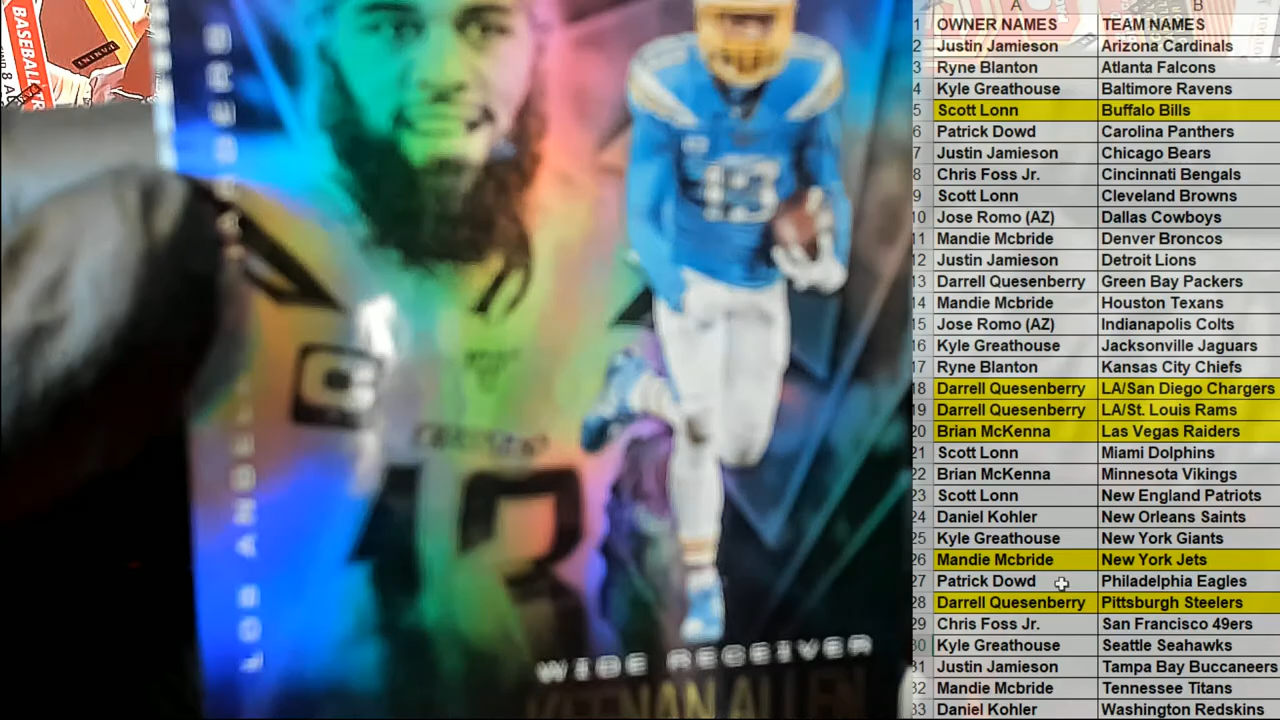 A B
1 OWNER NAMES TEAM NAMES
2 Justin Jamieson Arizona Cardinals
3 Ryne Blanton Atlanta Falcons
4 Kyle Greathouse Baltimore Ravens
5 Scott Lonn Buffalo Bills
6 Patrick Dowd Carolina Panthers
7 Justin Jamieson Chicago Bears
8 Chris Foss Jr. Cincinnati Bengals
9 Scott Lonn Cleveland Browns
10 Jose Romo (AZ) Dallas Cowboys
11 Mandie Mcbride Denver Broncos
12 Justin Jamieson Detroit Lions
13 Darrell Quesenberry Green Bay Packers
14 Mandie Mcbride Houston Texans
15 Jose Romo (AZ) Indianapolis Colts
16 Kyle Greathouse Jacksonville Jaguars
17 Ryne Blanton Kansas City Chiefs
18 Darrell Quesenberry LA/San Diego Chargers
19 Darrell Quesenberry LA/St. Louis Rams
20 Brian McKenna Las Vegas Raiders
21 Scott Lonn Miami Dolphins
22 Brian McKenna Minnesota Vikings
23 Scott Lonn New England Patriots
24 Daniel Kohler New Orleans Saints
25 Kyle Greathouse New York Giants
26 Mandie Mcbride New York Jets
27 Patrick Dowd Philadelphia Eagles
28 Darrell Quesenberry Pittsburgh Steelers
29 Chris Foss Jr. San Francisco 49ers
30 Kyle Greathouse Seattle Seahawks
31 Justin Jamieson Tampa Bay Buccaneers
32 Mandie Mcbride Tennessee Titans
33 Daniel Kohler Washington Redskins
BASEBALL
PANINI
13
C
13
WIDE RECEIVER
KEENAN ALLEN